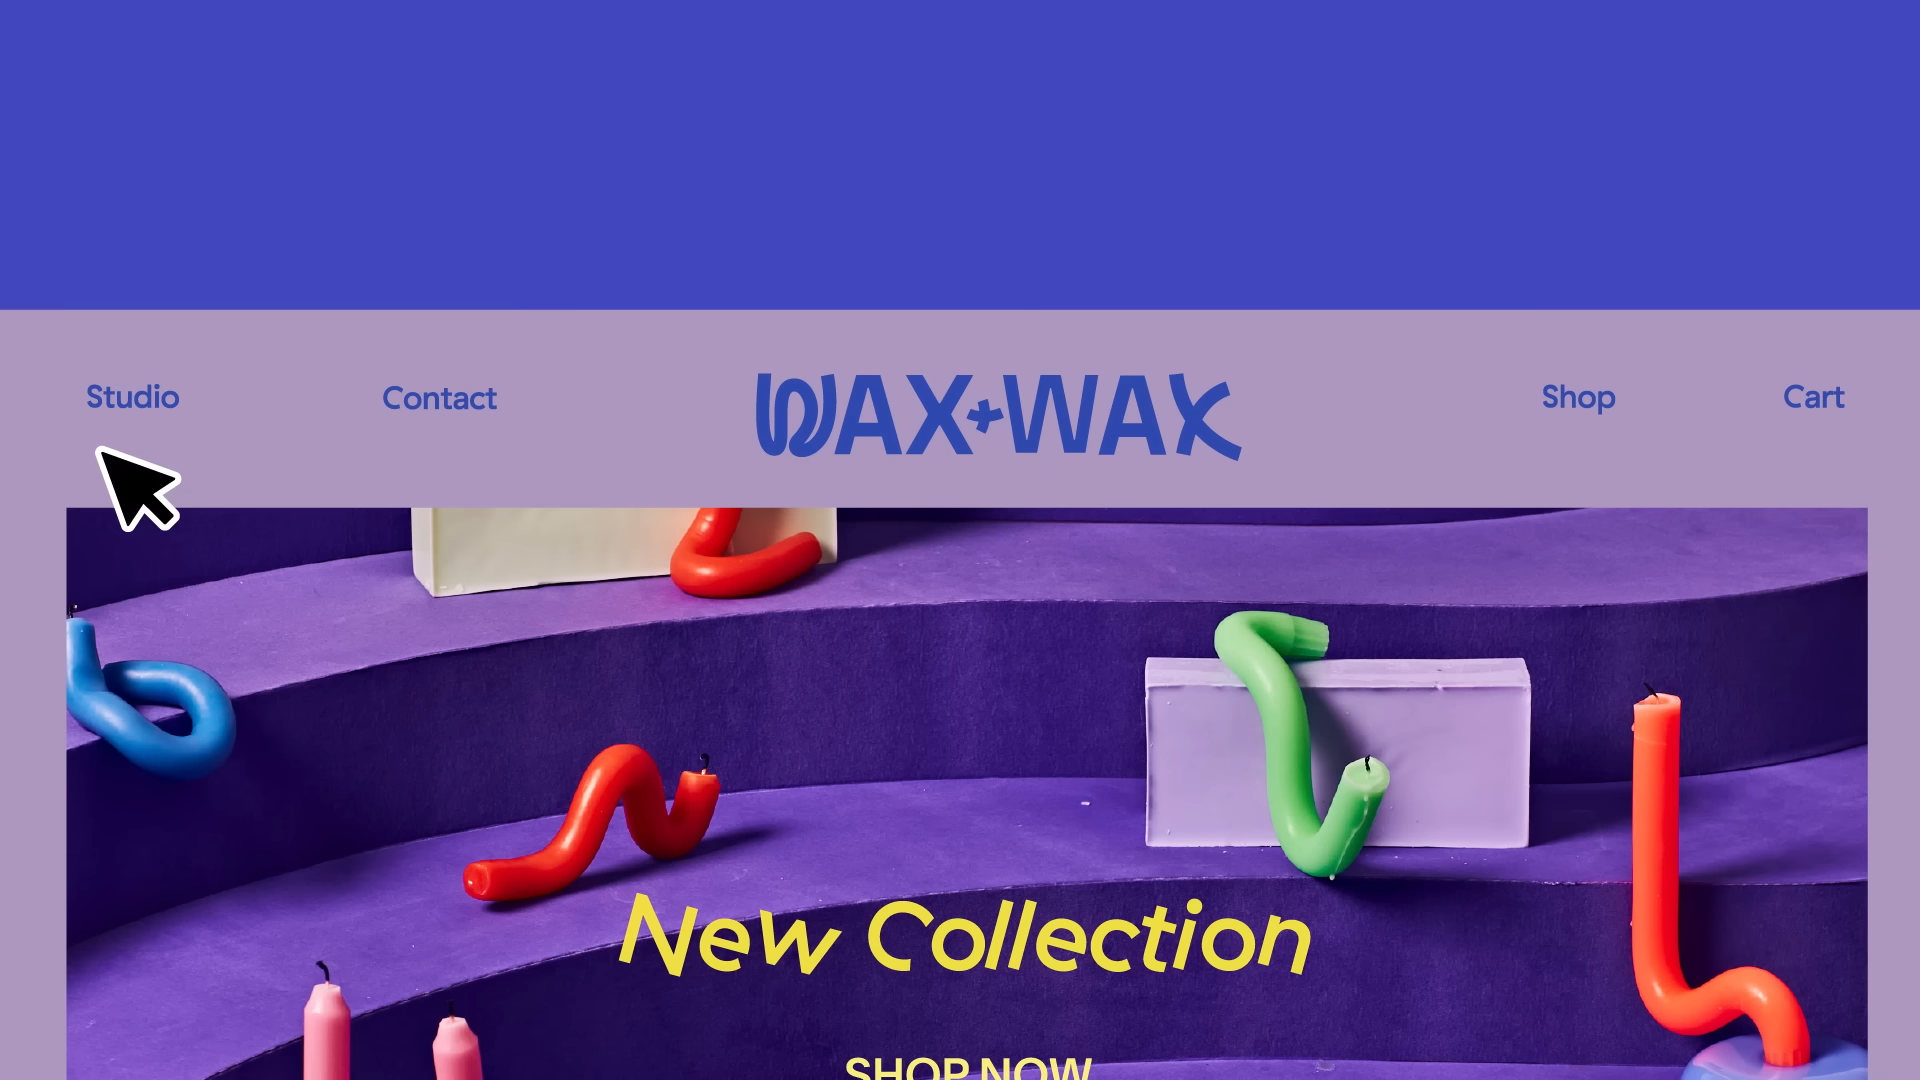 Studio
Contact
WAX+WAX
Shop
Cart
New Collection
SHOP NOW